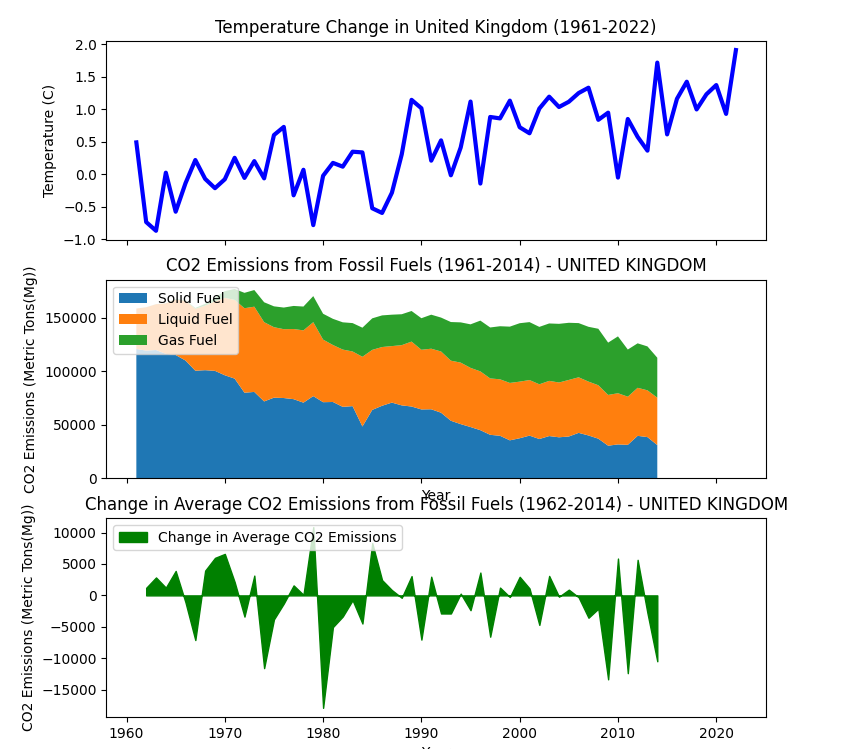 Temperature Change in United Kingdom (1961-2022)
Temperature (C)
2.0
1.5
1.0
0.5
0.0
−0.5
−1.0
CO2 Emissions from Fossil Fuels (1961-2014) - UNITED KINGDOM
CO2 Emissions (Metric Tons(Mg))
150000
100000
50000
0
Solid Fuel
Liquid Fuel
Gas Fuel
Year
Change in Average CO2 Emissions from Fossil Fuels (1962-2014) - UNITED KINGDOM
CO2 Emissions (Metric Tons(Mg))
10000
5000
0
−5000
−10000
−15000
Change in Average CO2 Emissions
1960 1970 1980 1990 2000 2010 2020